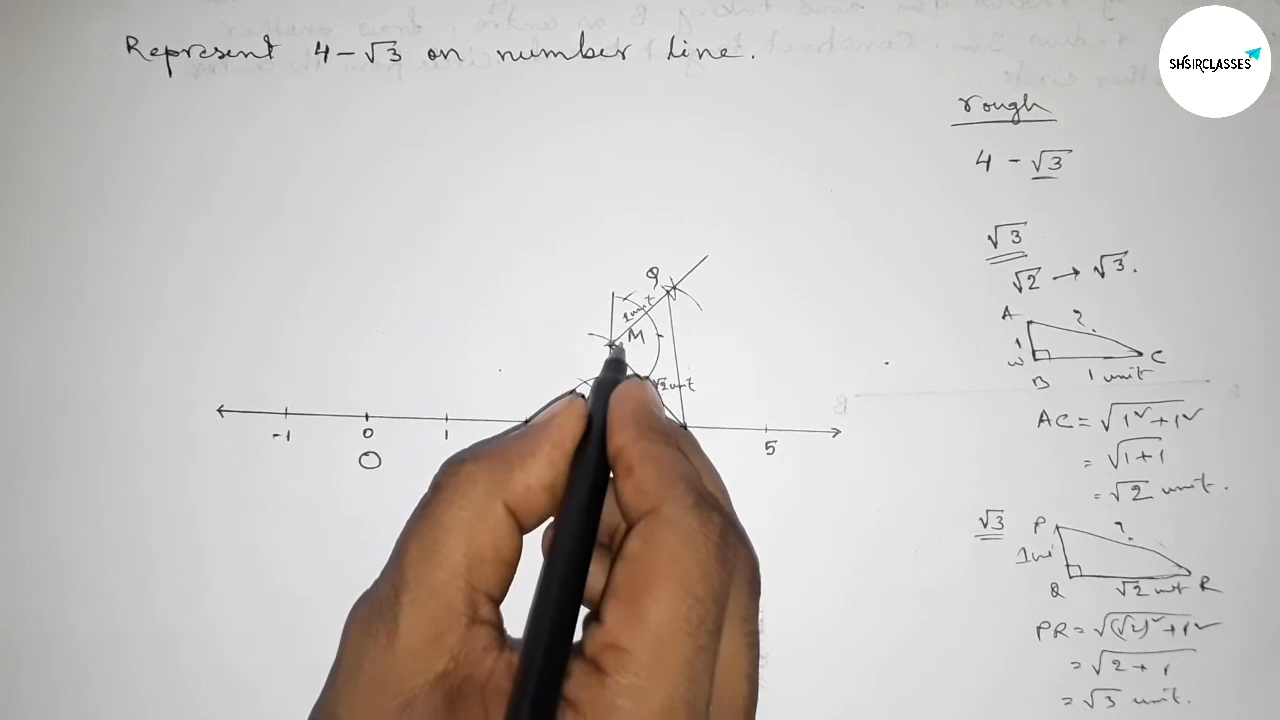 Represent 4 - √3 on number line.
SHSIRCLASSES
rough
4 - √3
√3
√2 → √3.
A
?
1
B
1 unit
C
AC = √1²+1²
= √1+1
= √2 unit.
√3
P
?
Q
√2 unit
R
PR = √(√2)²+1²
= √2+1
= √3 unit.
Q
1 unit
M
√2 unit
-1 0 1 5
O